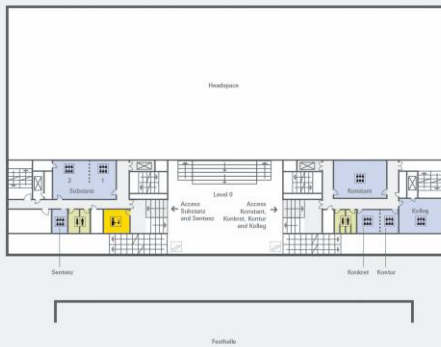 Headspace
2 1
Substanz
Konstant
Level 0
Access
Substanz
and Sentenz
Access
Konstant,
Konkret, Kontur
and Kolleg
Kolleg
Sentenz
Konkret
Kontur
Festhalle